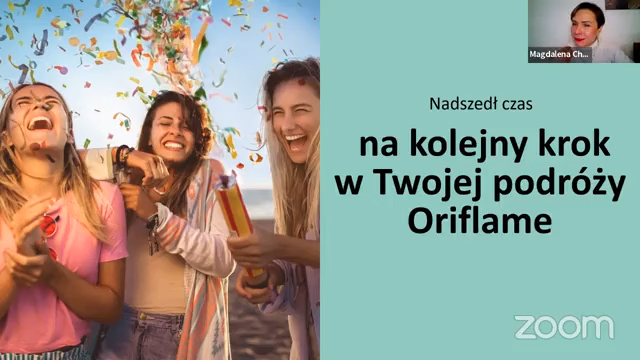 Magdalena Ch...
Nadszedł czas
na kolejny krok
w Twojej podróży
Oriflame
zoom